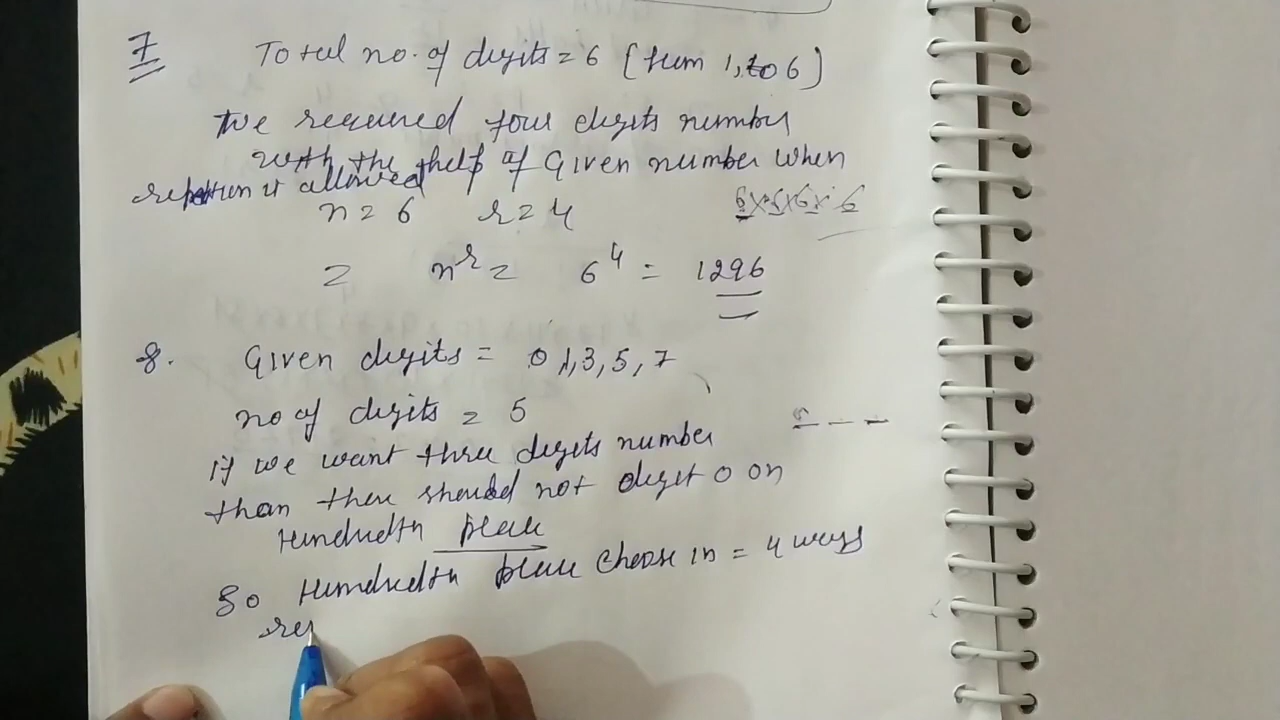 7 Total no. of digits = 6 (from 1, to 6)
We required four digits number
with the help of Given number when
repetition is allowed
n = 6 r = 4 6×6×6×6
= n^r = 6^4 = 1296
8. Given digits = 0,1,3,5,7
no of digits = 5
if we want three digits number
than there should not digit 0 on
Hundredth place
So Hundredth place choose in = 4 ways